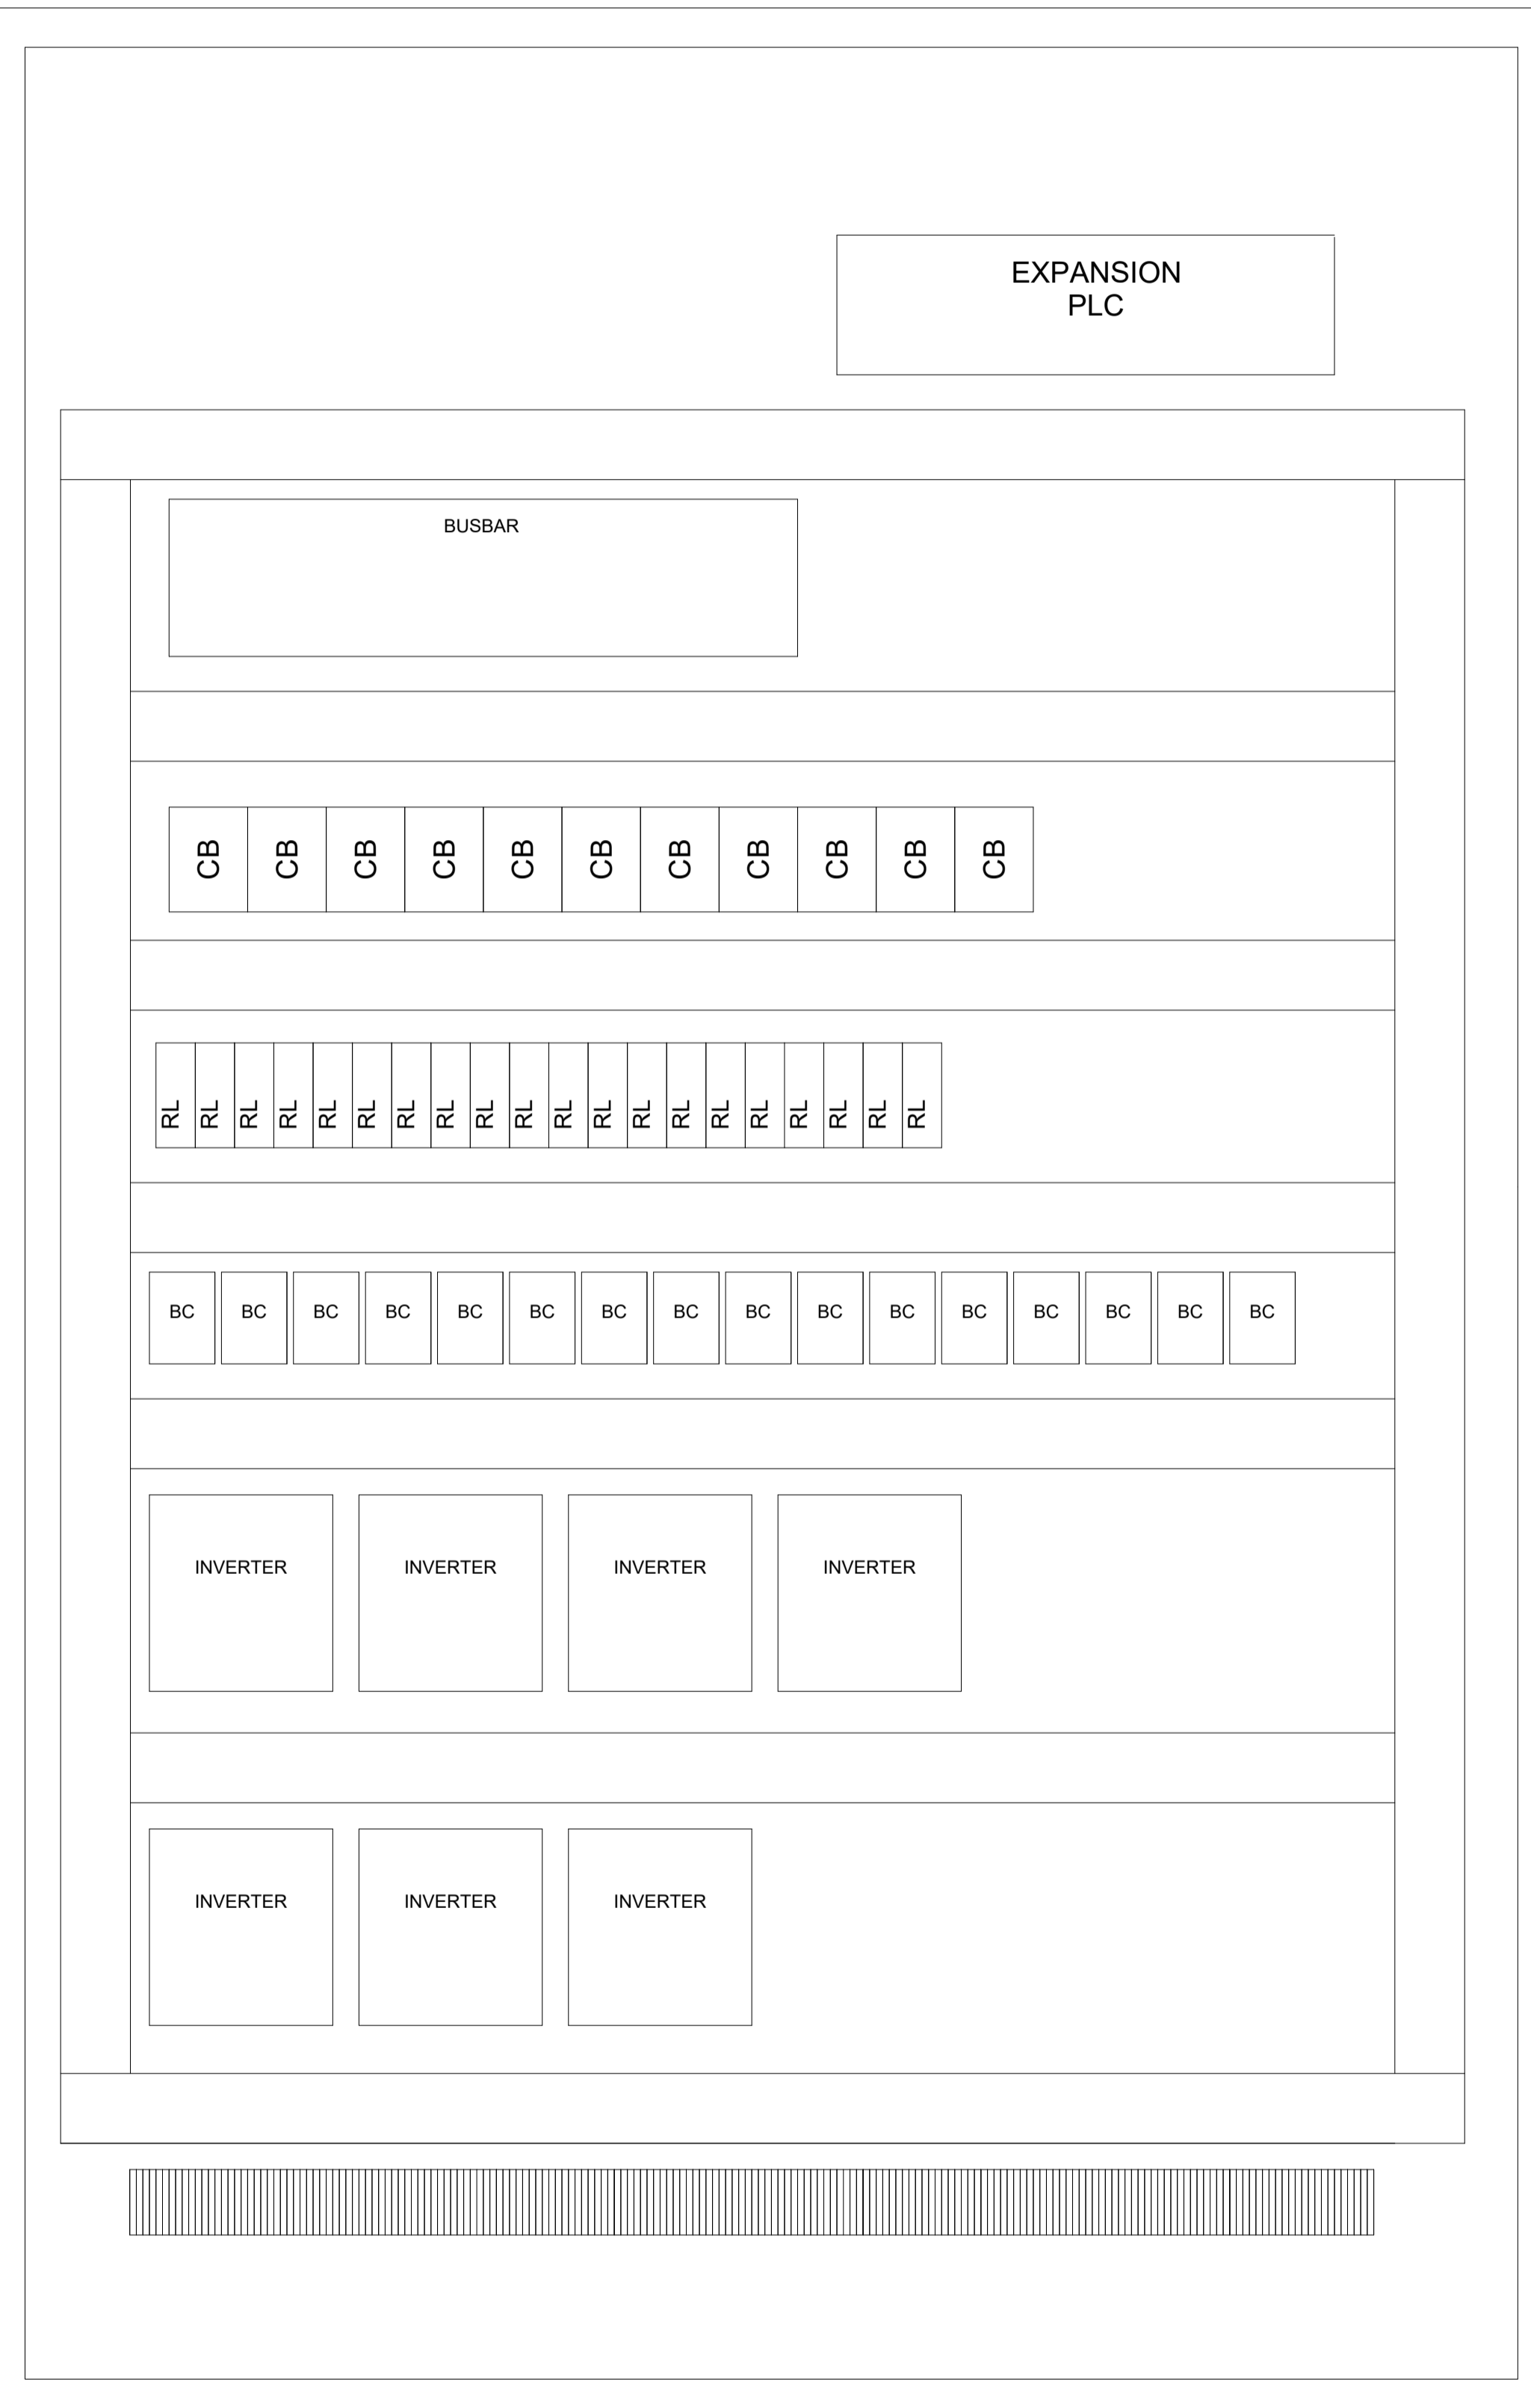 EXPANSION
PLC
BUSBAR
CB CB CB CB CB CB CB CB CB CB CB
RL RL RL RL RL RL RL RL RL RL RL RL RL RL RL RL RL RL RL RL
BC BC BC BC BC BC BC BC BC BC BC BC BC BC BC BC
INVERTER INVERTER INVERTER INVERTER
INVERTER INVERTER INVERTER